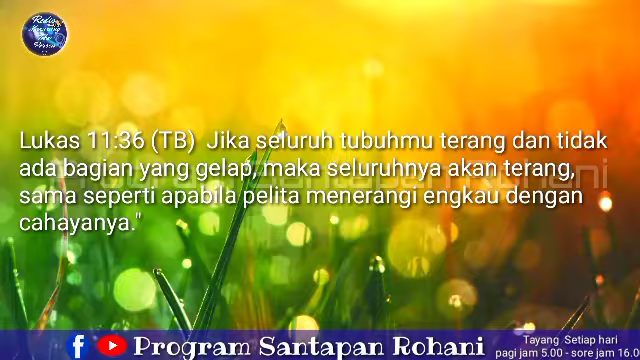 Lukas 11:36 (TB)  Jika seluruh tubuhmu terang dan tidak
ada bagian yang gelap, maka seluruhnya akan terang,
sama seperti apabila pelita menerangi engkau dengan
cahayanya."
Program Santapan Rohani
Tayang Setiap hari
pagi jam 5.00 - sore jam 16.0